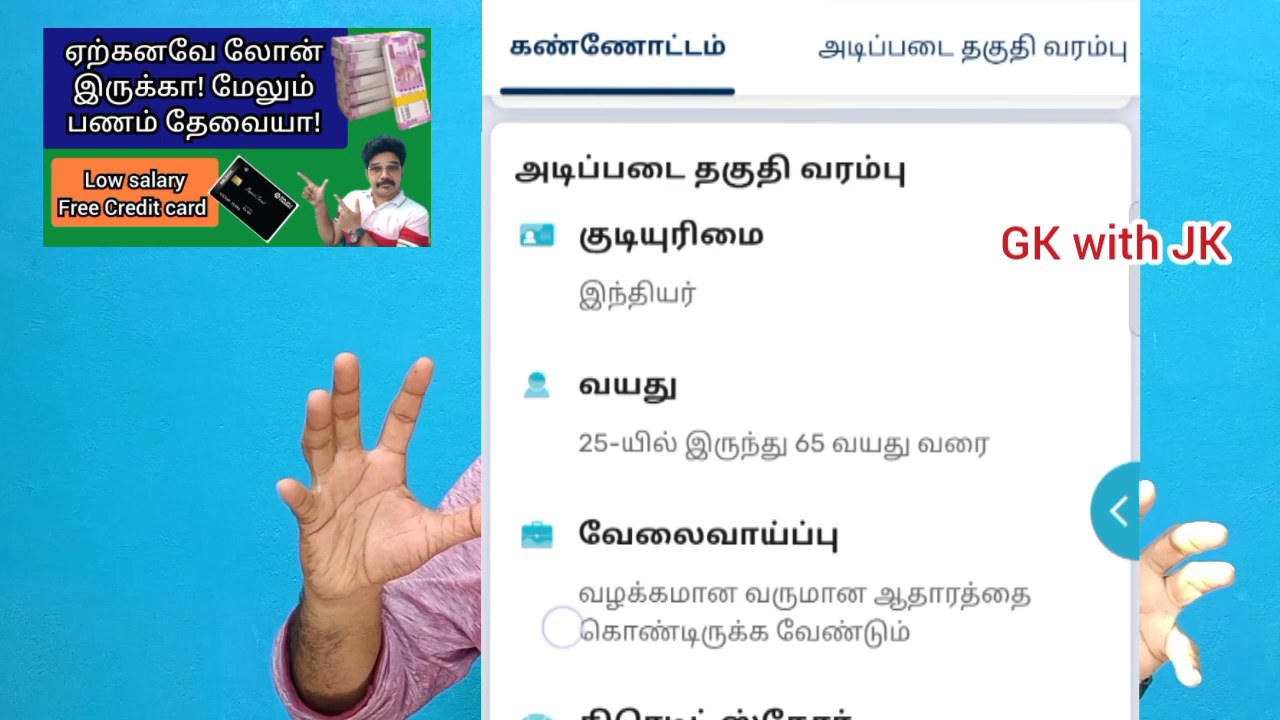 ஏற்கனவே லோன்
இருக்கா! மேலும்
பணம் தேவையா!
Low salary
Free Credit card
கண்ணோட்டம்
அடிப்படை தகுதி வரம்பு
அடிப்படை தகுதி வரம்பு
குடியுரிமை
இந்தியர்
GK with JK
வயது
25-யில் இருந்து 65 வயது வரை
வேலைவாய்ப்பு
வழக்கமான வருமான ஆதாரத்தை
கொண்டிருக்க வேண்டும்